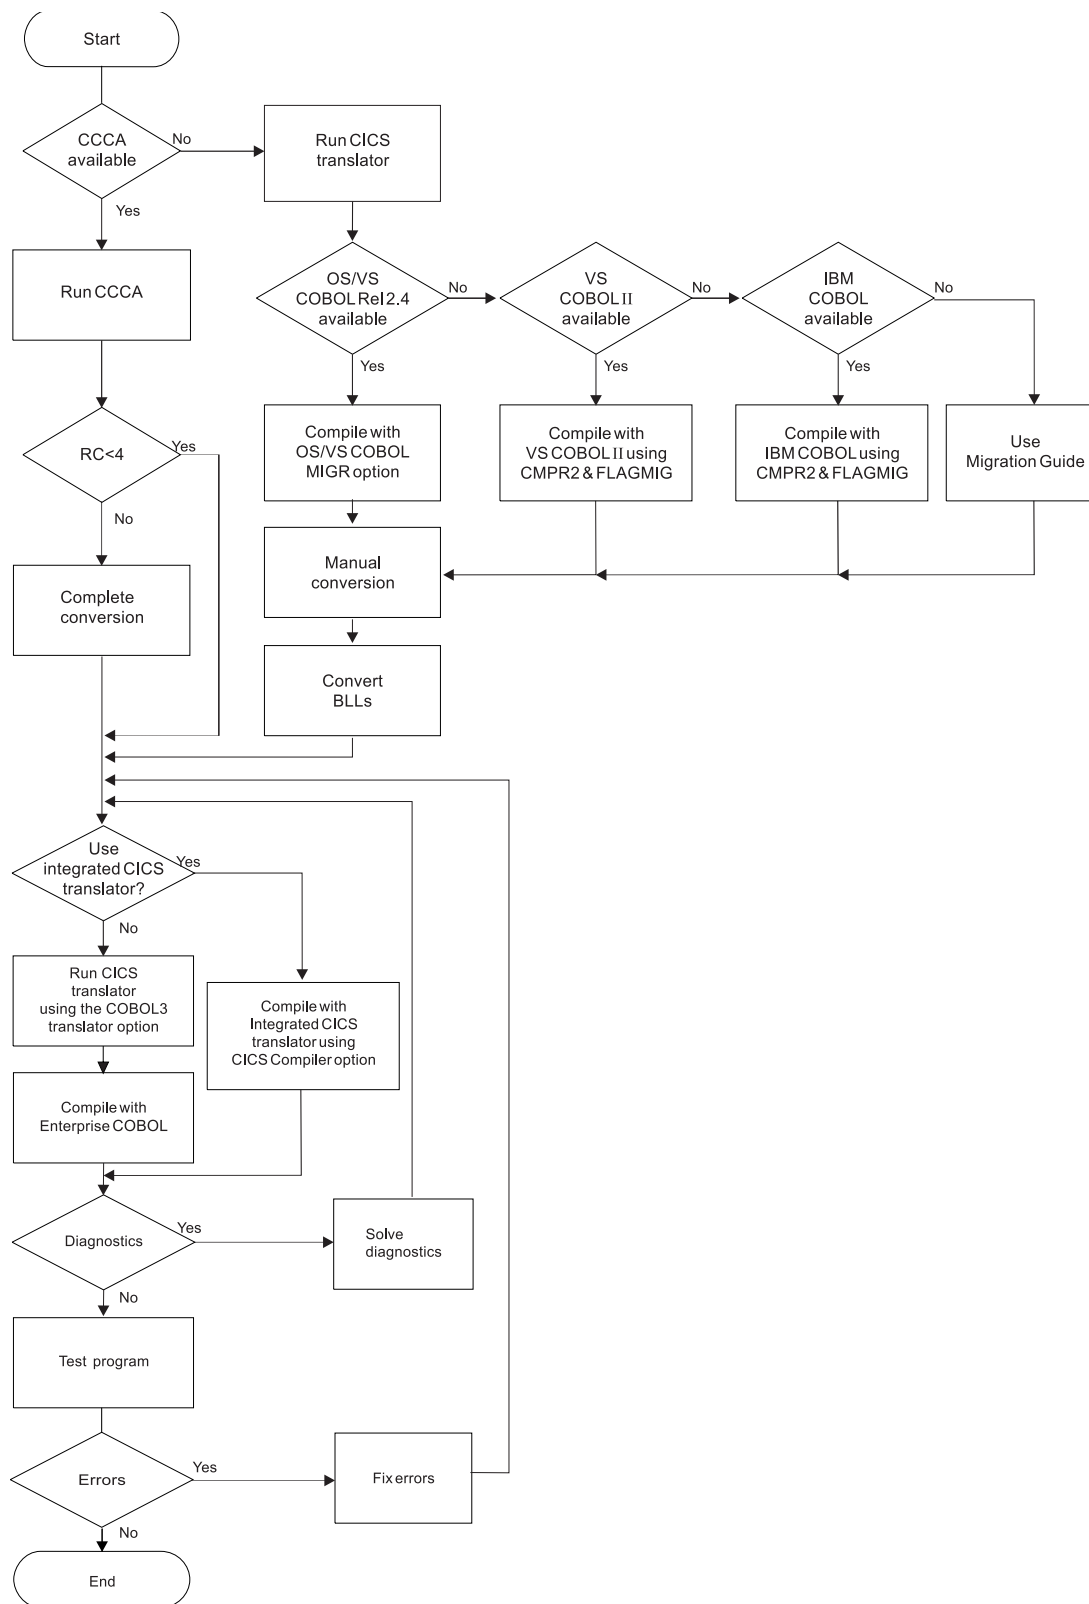 Start
CCCA
available
No
Yes
Run CICS
translator
Run CCCA
OS/VS
COBOL Rel 2.4
available
No
Yes
VS
COBOL II
available
No
Yes
IBM
COBOL
available
No
Yes
RC<4
Yes
No
Compile with
OS/VS COBOL
MIGR option
Compile with
VS COBOL II using
CMPR2 & FLAGMIG
Compile with
IBM COBOL using
CMPR2 & FLAGMIG
Use
Migration Guide
Complete
conversion
Manual
conversion
Convert
BLLs
Use
integrated CICS
translator?
Yes
No
Run CICS
translator
using the COBOL3
translator option
Compile with
Integrated CICS
translator using
CICS Compiler option
Compile with
Enterprise COBOL
Diagnostics
Yes
No
Solve
diagnostics
Test program
Errors
Yes
No
Fix errors
End